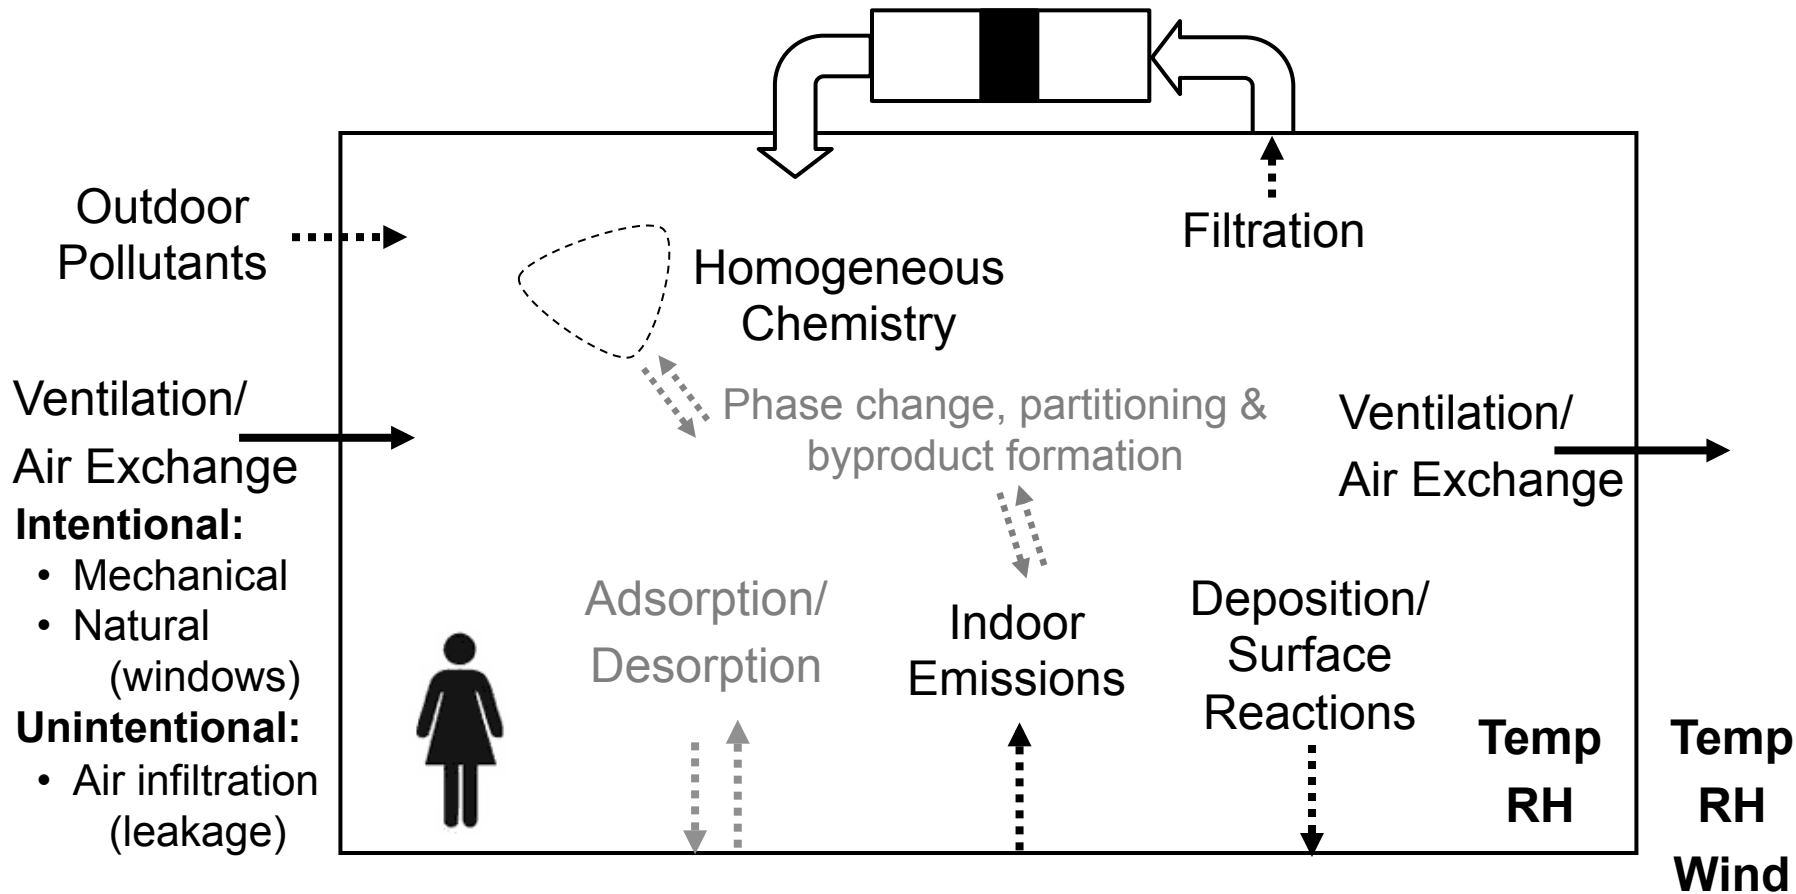 Outdoor
Pollutants
Ventilation/
Air Exchange
Intentional:
• Mechanical
• Natural
(windows)
Unintentional:
• Air infiltration
(leakage)
Homogeneous
Chemistry
Filtration
Phase change, partitioning &
byproduct formation
Ventilation/
Air Exchange
Adsorption/
Desorption
Indoor
Emissions
Deposition/
Surface
Reactions
Temp
RH
Temp
RH
Wind